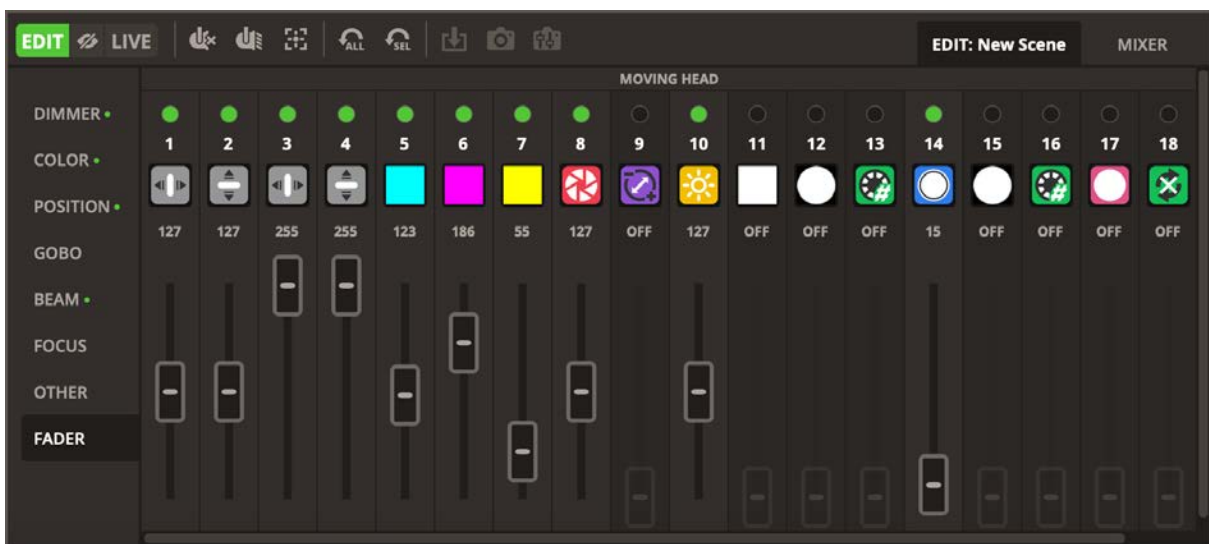 EDIT LIVE ALL SEL EDIT: New Scene MIXER
MOVING HEAD
DIMMER
COLOR
POSITION
GOBO
BEAM
FOCUS
OTHER
FADER
1 2 3 4 5 6 7 8 9 10 11 12 13 14 15 16 17 18
# #
127 127 255 255 123 186 55 127 OFF 127 OFF OFF OFF 15 OFF OFF OFF OFF